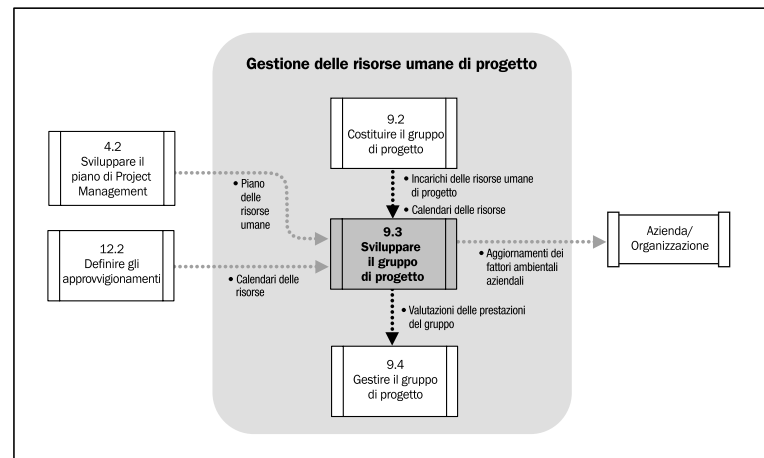 Gestione delle risorse umane di progetto
9.2
Costituire il gruppo
di progetto
4.2
Sviluppare il
piano di Project
Management
• Piano
delle
risorse
umane
• Incarichi delle risorse umane
di progetto
• Calendari delle risorse
9.3
Sviluppare
il gruppo
di progetto
Azienda/
Organizzazione
12.2
Definire gli
approvvigionamenti
• Calendari delle
risorse
• Aggiornamenti dei
fattori ambientali
aziendali
• Valutazioni delle prestazioni
del gruppo
9.4
Gestire il gruppo
di progetto